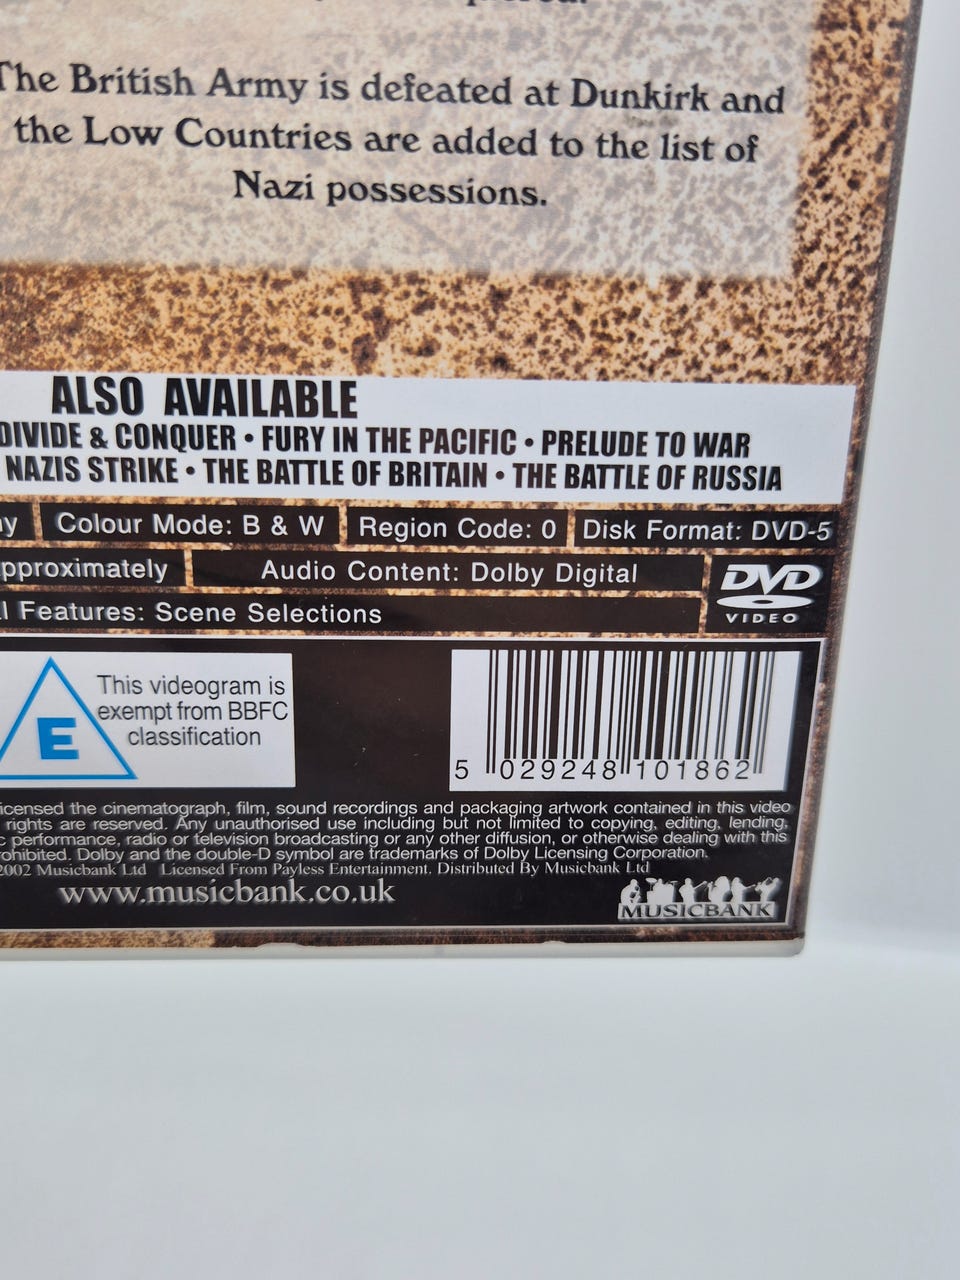 The British Army is defeated at Dunkirk and
the Low Countries are added to the list of
Nazi possessions.
ALSO AVAILABLE
DIVIDE & CONQUER • FURY IN THE PACIFIC • PRELUDE TO WAR
NAZIS STRIKE • THE BATTLE OF BRITAIN • THE BATTLE OF RUSSIA
Colour Mode: B & W Region Code: 0 Disk Format: DVD-5
pproximately Audio Content: Dolby Digital
DVD
VIDEO
l Features: Scene Selections
This videogram is
exempt from BBFC
classification
E
5 029248 101862
icensed the cinematograph, film, sound recordings and packaging artwork contained in this video
rights are reserved. Any unauthorised use including but not limited to copying, editing, lending,
c performance, radio or television broadcasting or any other diffusion, or otherwise dealing with this
rohibited. Dolby and the double-D symbol are trademarks of Dolby Licensing Corporation.
2002 Musicbank Ltd Licensed From Payless Entertainment. Distributed By Musicbank Ltd
www.musicbank.co.uk
MUSICBANK